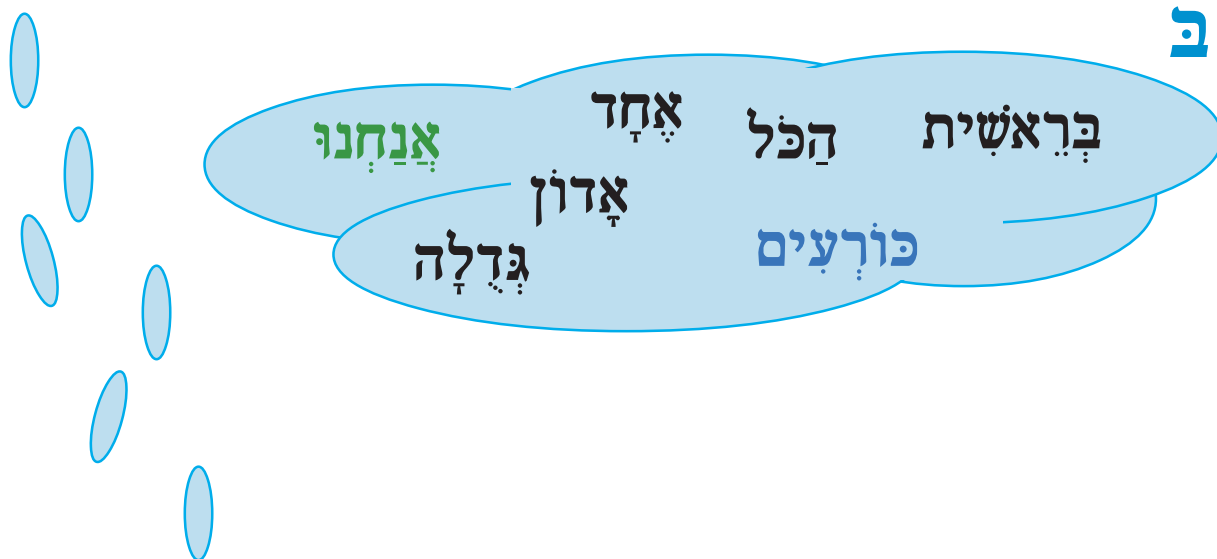 בּ
בְּרֵאשִׁית הַכֹּל אֶחָד אֲנַחְנוּ
אָדוֹן
כּוֹרְעִים גְּדֻלָה